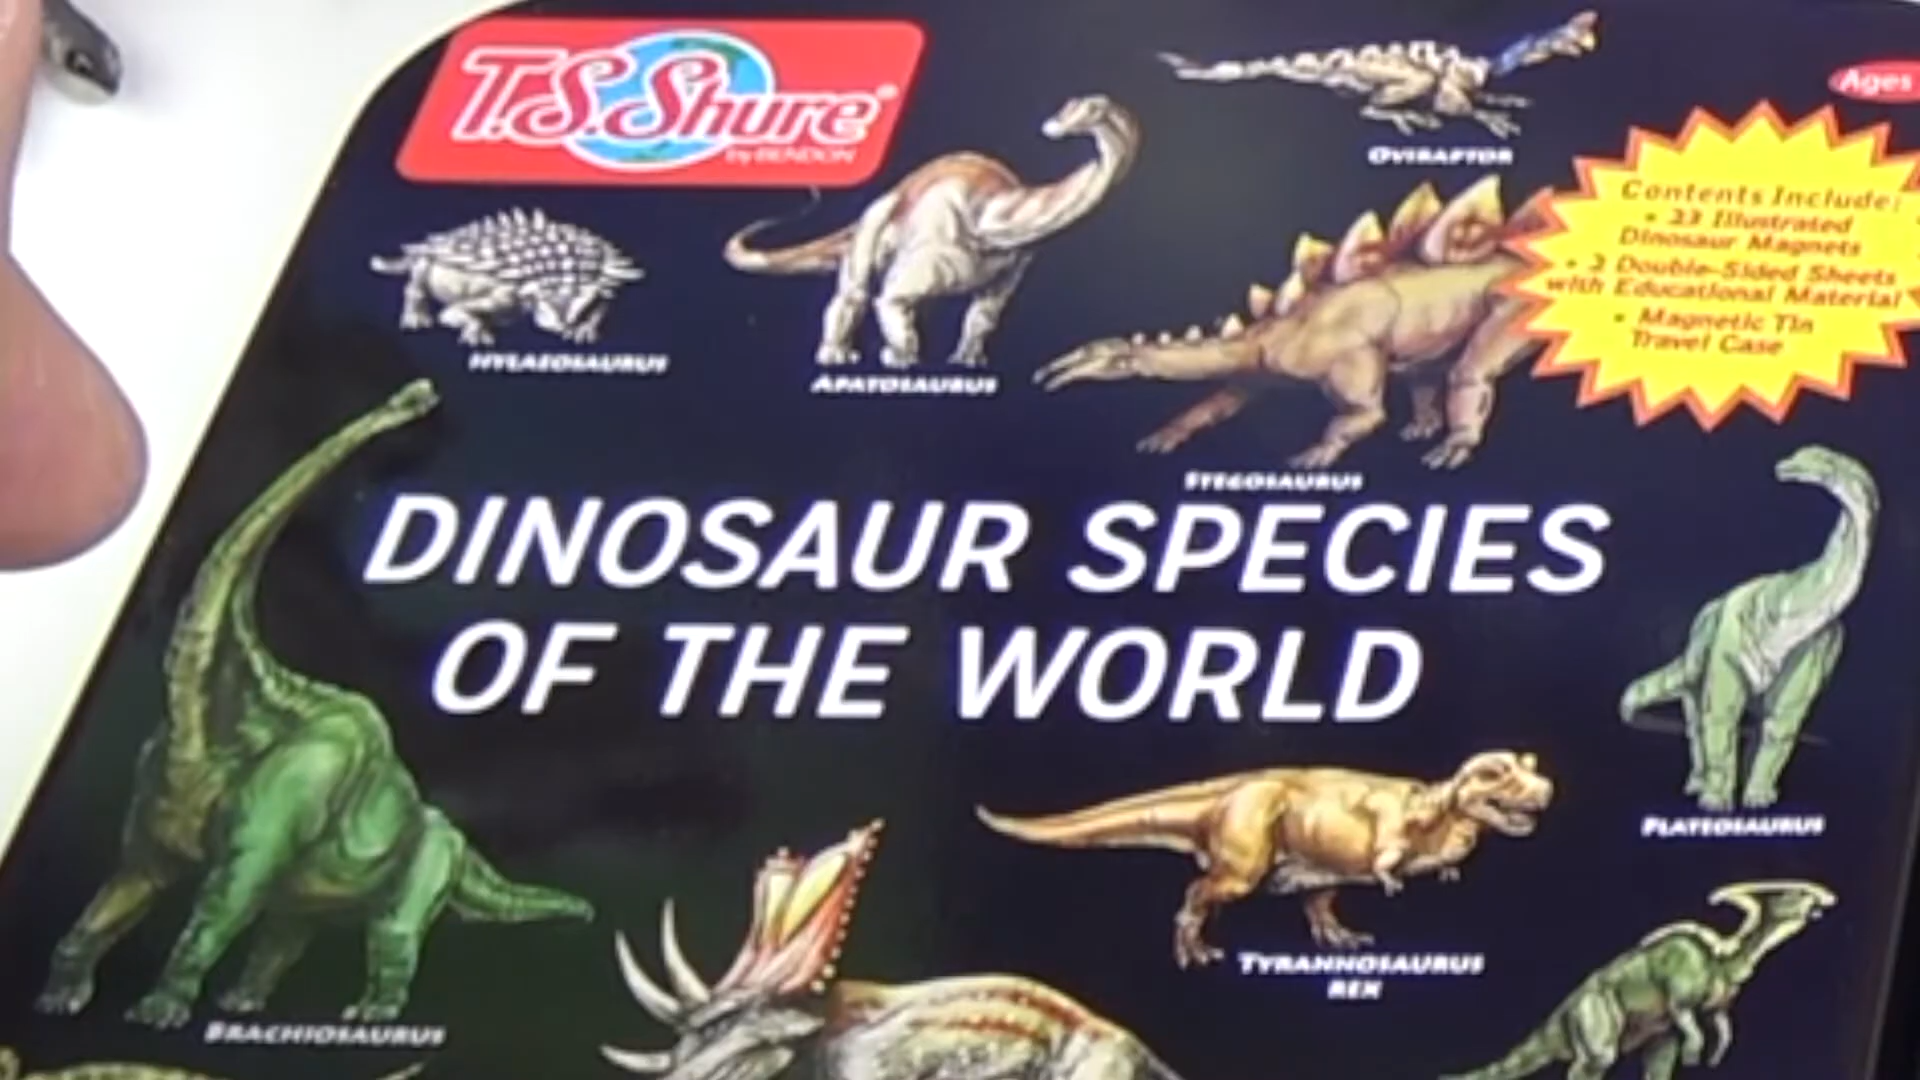 T.S.Shure®
by BENDON
OVIRAPTOR
Ages
Contents Include:
• 33 Illustrated
Dinosaur Magnets
• 2 Double-Sided Sheets
with Educational Material
• Magnetic Tin
Travel Case
HYLAEOSAURUS
APATOSAURUS
STEGOSAURUS
DINOSAUR SPECIES
OF THE WORLD
PLATEOSAURUS
TYRANNOSAURUS
REX
BRACHIOSAURUS